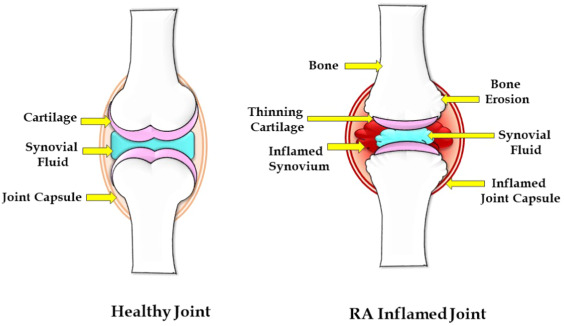 Cartilage
Synovial
Fluid
Joint Capsule
Healthy Joint
Bone
Bone
Erosion
Thinning
Cartilage
Synovial
Fluid
Inflamed
Synovium
Inflamed
Joint Capsule
RA Inflamed Joint